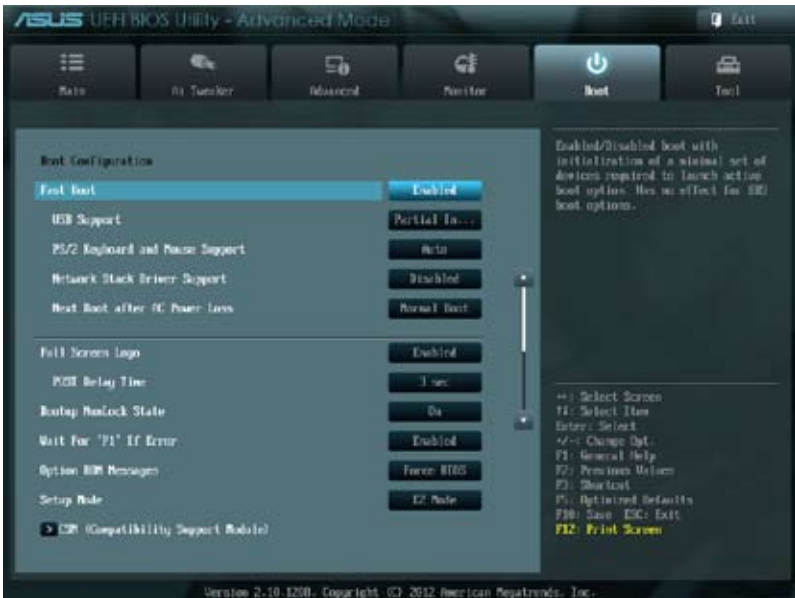 ASUS UEFI BIOS Utility - Advanced Mode
Exit
Main
Ai Tweaker
Advanced
Monitor
Boot
Tool
Boot Configuration
Fast Boot Enabled
USB Support Partial In...
PS/2 Keyboard and Mouse Support Auto
Network Stack Driver Support Disabled
Next Boot after AC Power Loss Normal Boot
Full Screen Logo Enabled
POST Delay Time 3 sec
Bootup NumLock State On
Wait For 'F1' If Error Enabled
Option ROM Messages Force BIOS
Setup Mode EZ Mode
> CSM (Compatibility Support Module)
Enabled/Disabled boot with
initialization of a minimal set of
devices required to launch active
boot option. Has no effect for BBS
boot options.
→←: Select Screen
↑↓: Select Item
Enter: Select
+/-: Change Opt.
F1: General Help
F2: Previous Values
F3: Shortcut
F5: Optimized Defaults
F10: Save ESC: Exit
F12: Print Screen
Version 2.10.1208. Copyright (C) 2012 American Megatrends, Inc.